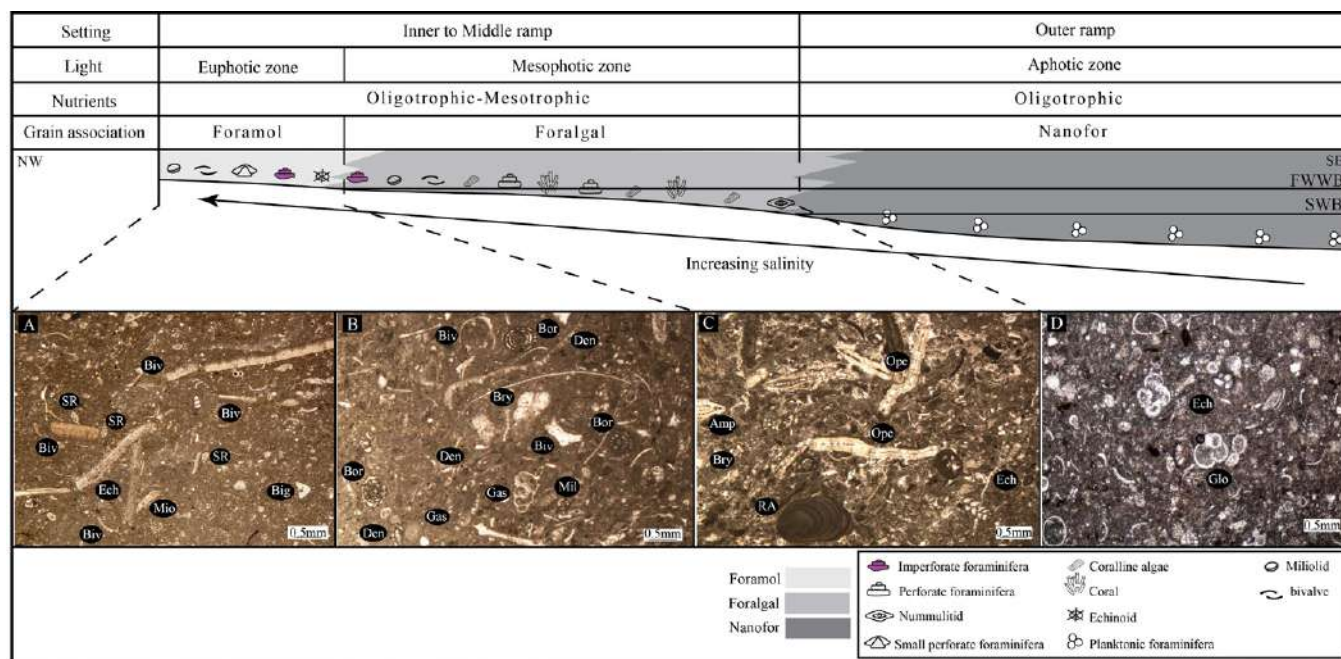 Setting Inner to Middle ramp Outer ramp
Light Euphotic zone Mesophotic zone Aphotic zone
Nutrients Oligotrophic-Mesotrophic Oligotrophic
Grain association Foramol Foralgal Nanofor
NW SE
FWWB
SWB
Increasing salinity
A
Biv
SR
SR
Biv
Biv
SR
Ech
Mio
Big
Biv
0.5mm
B
Biv
Bor
Den
Bry
Bor
Biv
Den
Bor
Gas
Mil
Gas
Den
0.5mm
C
Ope
Amp
Ope
Bry
Ech
RA
0.5mm
D
Ech
Glo
0.5mm
Foramol
Foralgal
Nanofor
Imperforate foraminifera Coralline algae Miliolid
Perforate foraminifera Coral bivalve
Nummulitid Echinoid
Small perforate foraminifera Planktonic foraminifera